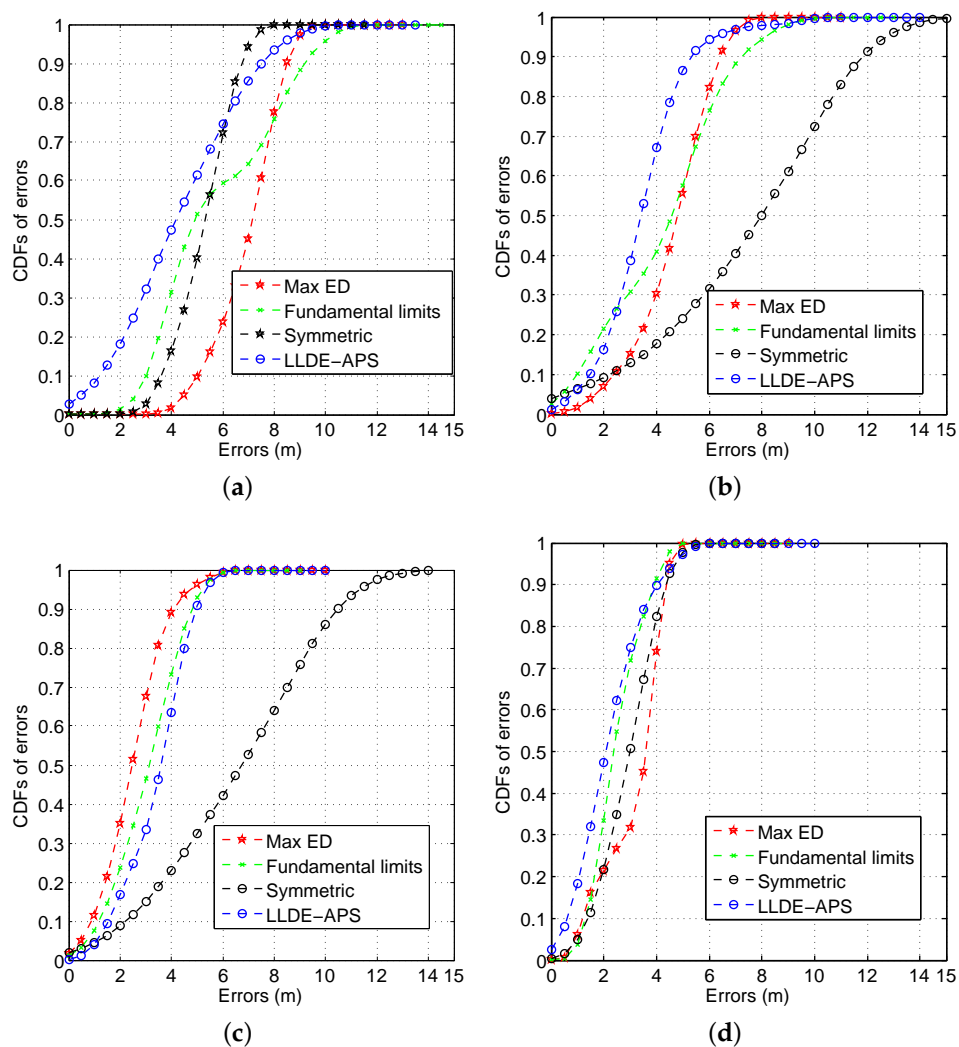 1
0.9
0.8
0.7
0.6
0.5
0.4
0.3
0.2
0.1
0
CDFs of errors
Max ED
Fundamental limits
Symmetric
LLDE−APS
0 2 4 6 8 10 12 14 15
Errors (m)
(a)
1
0.9
0.8
0.7
0.6
0.5
0.4
0.3
0.2
0.1
0
CDFs of errors
Max ED
Fundamental limits
Symmetric
LLDE−APS
0 2 4 6 8 10 12 14 15
Errors (m)
(b)
1
0.9
0.8
0.7
0.6
0.5
0.4
0.3
0.2
0.1
0
CDFs of errors
Max ED
Fundamental limits
Symmetric
LLDE−APS
0 2 4 6 8 10 12 14 15
Errors (m)
(c)
1
0.9
0.8
0.7
0.6
0.5
0.4
0.3
0.2
0.1
0
CDFs of errors
Max ED
Fundamental limits
Symmetric
LLDE−APS
0 2 4 6 8 10 12 14 15
Errors (m)
(d)